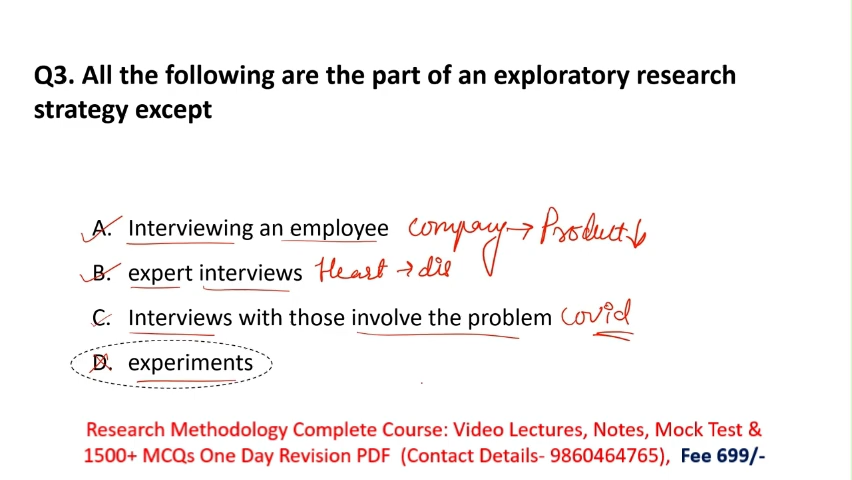 Q3. All the following are the part of an exploratory research
strategy except
A. Interviewing an employee company → Product↓
B. expert interviews Heart → die
C. Interviews with those involve the problem covid
D. experiments
Research Methodology Complete Course: Video Lectures, Notes, Mock Test &
1500+ MCQs One Day Revision PDF (Contact Details- 9860464765), Fee 699/-